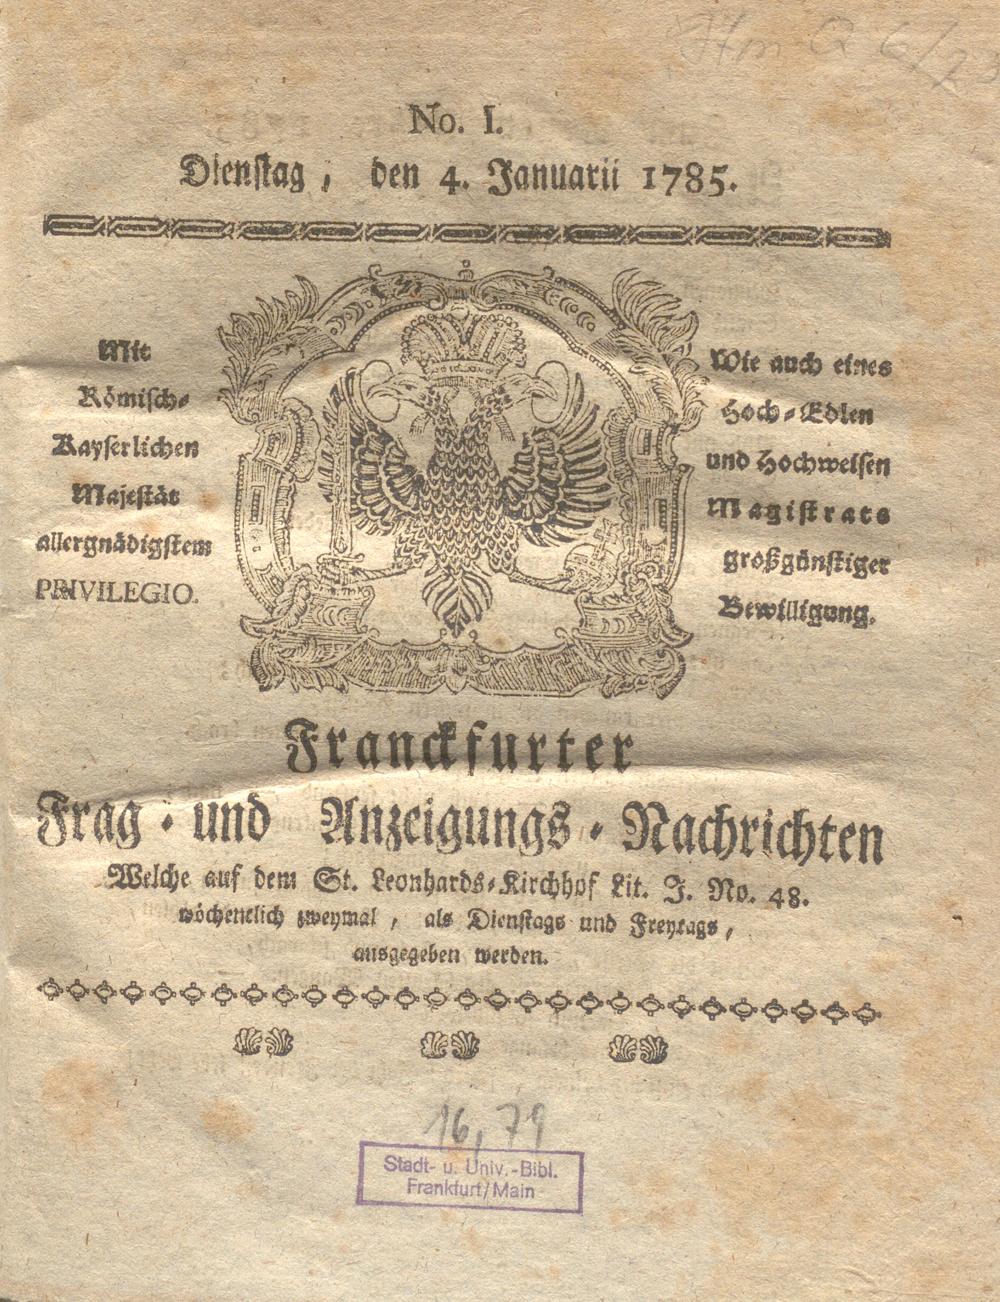 No. I.
Dienstag, den 4. Januarii 1785.
Mit
Römisch-
Kayserlichen
Majestät
allergnädigstem
PRIVILEGIO.
Wie auch eines
Hoch-Edlen
und Hochweisen
Magistrats
großgünstiger
Bewilligung.
Franckfurter
Frag- und Anzeigungs-Nachrichten
Welche auf dem St. Leonhards-Kirchhof Lit. J. No. 48.
wöchentlich zweymal, als Dienstags und Freytags,
ausgegeben werden.
16,79
Stadt- u. Univ.-Bibl.
Frankfurt/Main